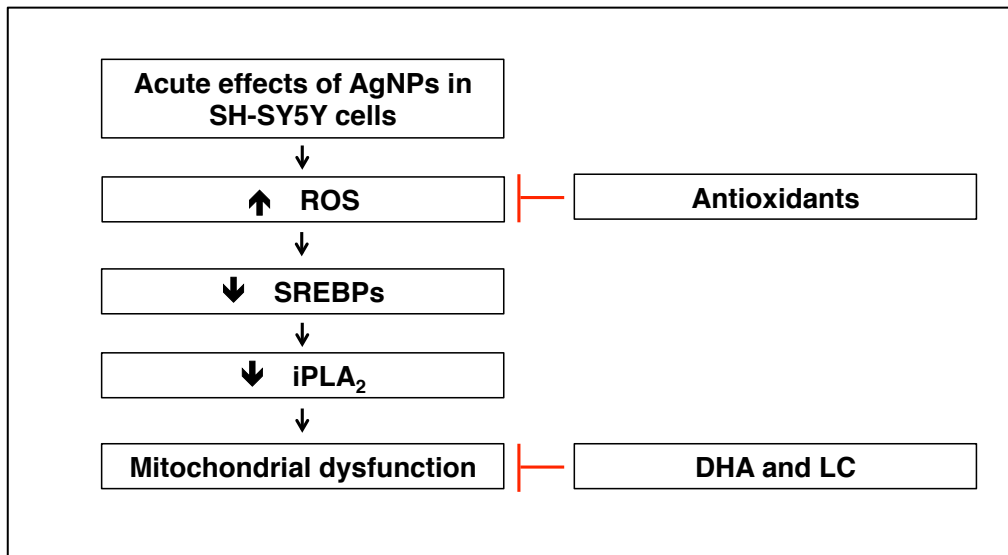 Acute effects of AgNPs in
SH-SY5Y cells
ROS
Antioxidants
SREBPs
iPLA₂
Mitochondrial dysfunction
DHA and LC